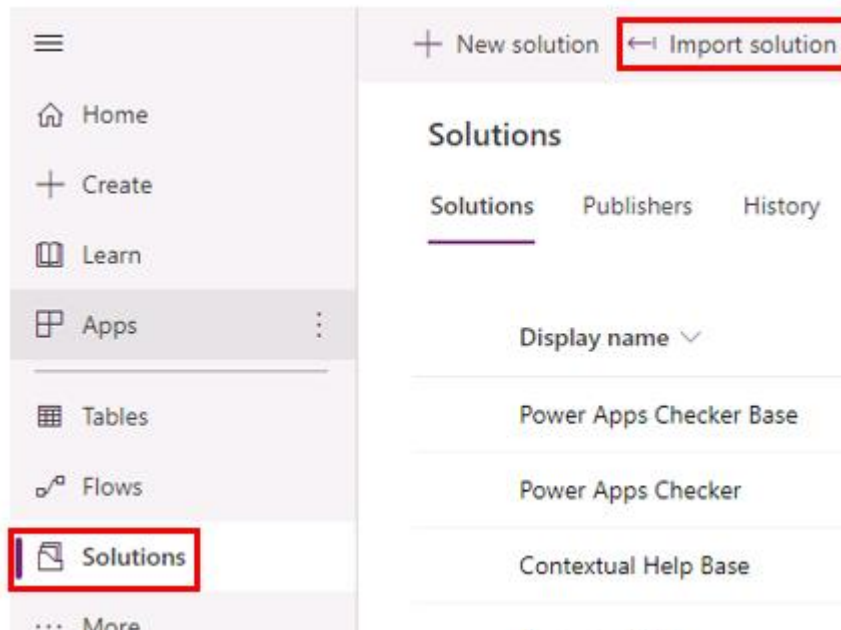 New solution
Import solution
Home
Create
Learn
Apps
Tables
Flows
Solutions
More
Solutions
Solutions Publishers History
Display name
Power Apps Checker Base
Power Apps Checker
Contextual Help Base